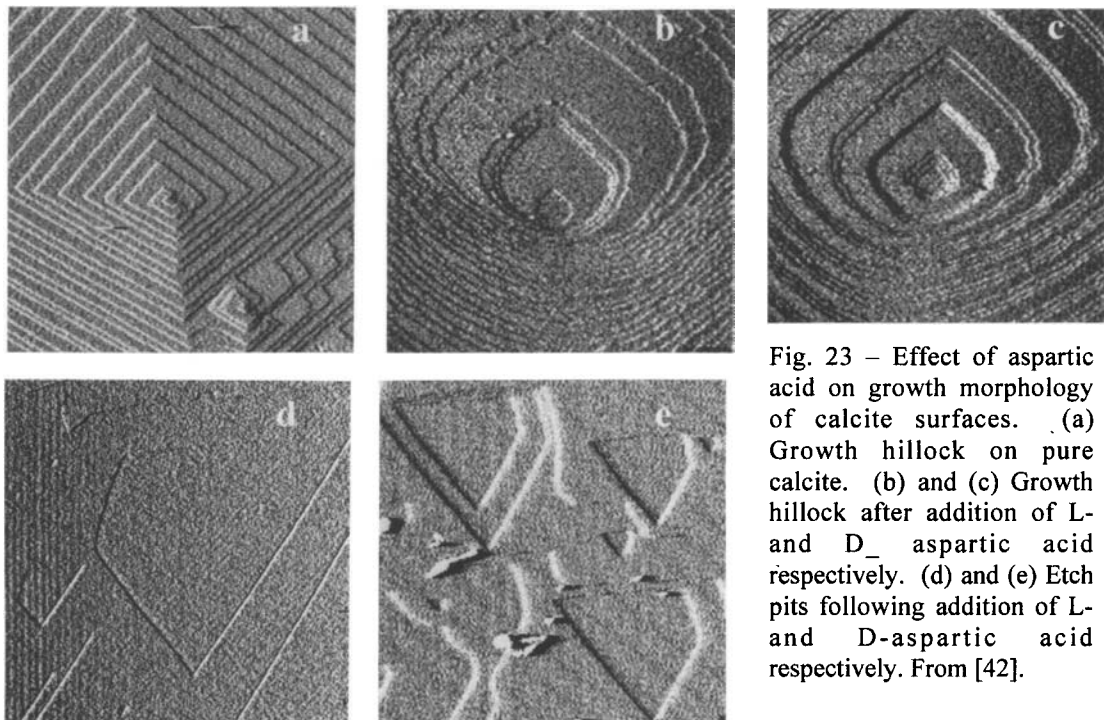 a
b
c
d
e
Fig. 23 – Effect of aspartic
acid on growth morphology
of calcite surfaces. (a)
Growth hillock on pure
calcite. (b) and (c) Growth
hillock after addition of L-
and D_ aspartic acid
respectively. (d) and (e) Etch
pits following addition of L-
and D-aspartic acid
respectively. From [42].